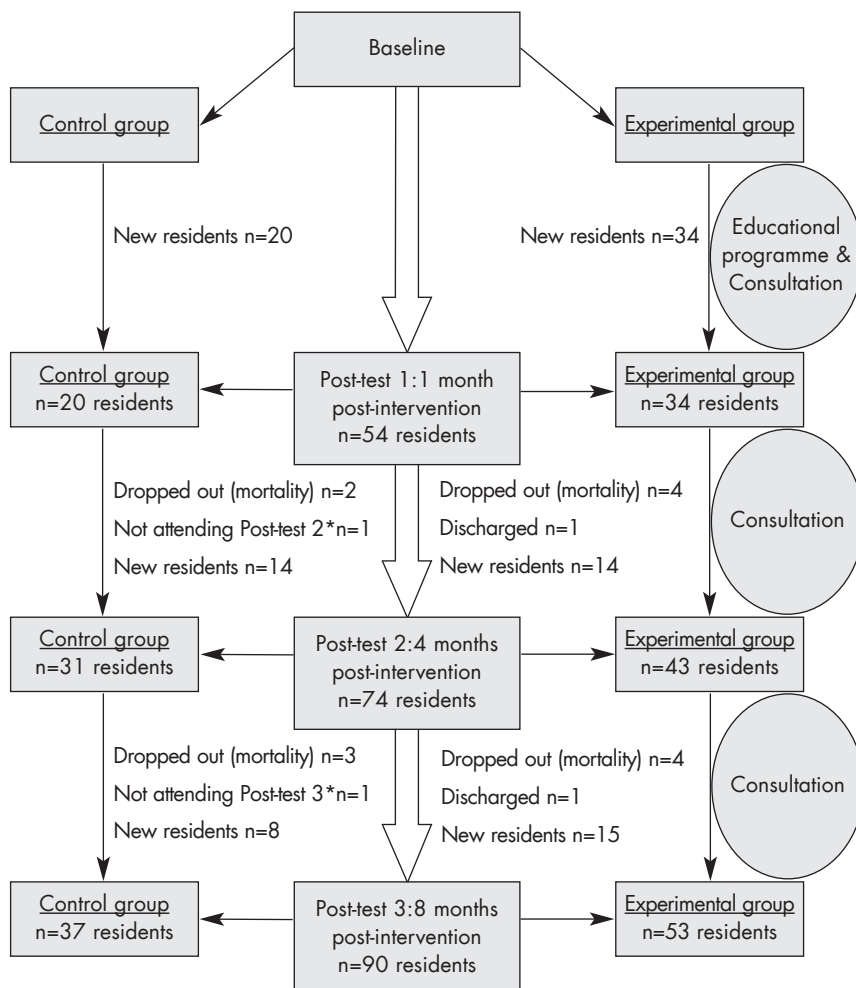 Baseline
Control group
Experimental group
New residents n=20
New residents n=34
Educational
programme &
Consultation
Control group
n=20 residents
Post-test 1:1 month
post-intervention
n=54 residents
Experimental group
n=34 residents
Dropped out (mortality) n=2
Not attending Post-test 2*n=1
New residents n=14
Dropped out (mortality) n=4
Discharged n=1
New residents n=14
Consultation
Control group
n=31 residents
Post-test 2:4 months
post-intervention
n=74 residents
Experimental group
n=43 residents
Dropped out (mortality) n=3
Not attending Post-test 3*n=1
New residents n=8
Dropped out (mortality) n=4
Discharged n=1
New residents n=15
Consultation
Control group
n=37 residents
Post-test 3:8 months
post-intervention
n=90 residents
Experimental group
n=53 residents